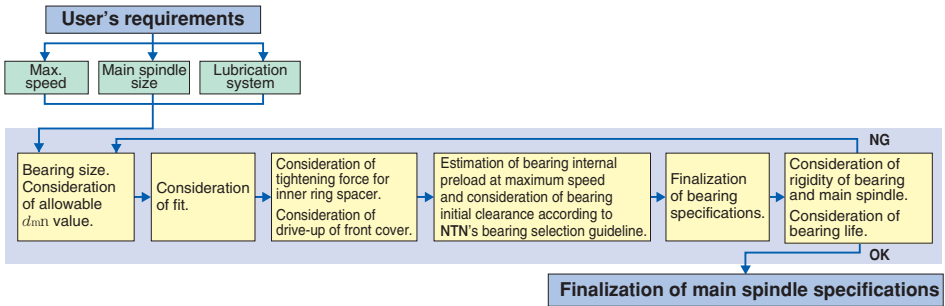 User's requirements
Max.
speed
Main spindle
size
Lubrication
system
NG
Bearing size.
Consideration
of allowable
dmn value.
Consideration
of fit.
Consideration of
tightening force for
inner ring spacer.
Consideration of
drive-up of front cover.
Estimation of bearing internal
preload at maximum speed
and consideration of bearing
initial clearance according to
NTN's bearing selection guideline.
Finalization
of bearing
specifications.
Consideration of
rigidity of bearing
and main spindle.
Consideration of
bearing life.
OK
Finalization of main spindle specifications